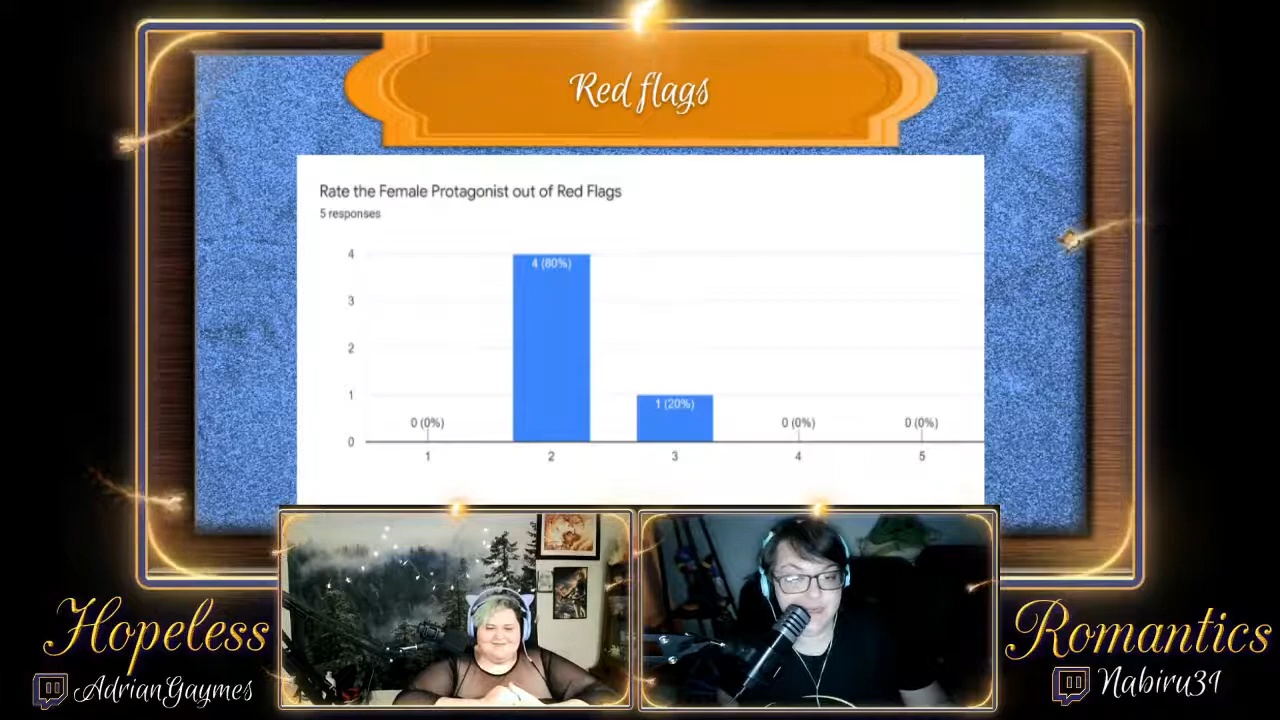 Red flags
Rate the Female Protagonist out of Red Flags
5 responses
4
3
2
1
0
0 (0%)
4 (80%)
1 (20%)
0 (0%)
0 (0%)
1
2
3
4
5
Hopeless
AdrianGaymes
Romantics
Nabiru31